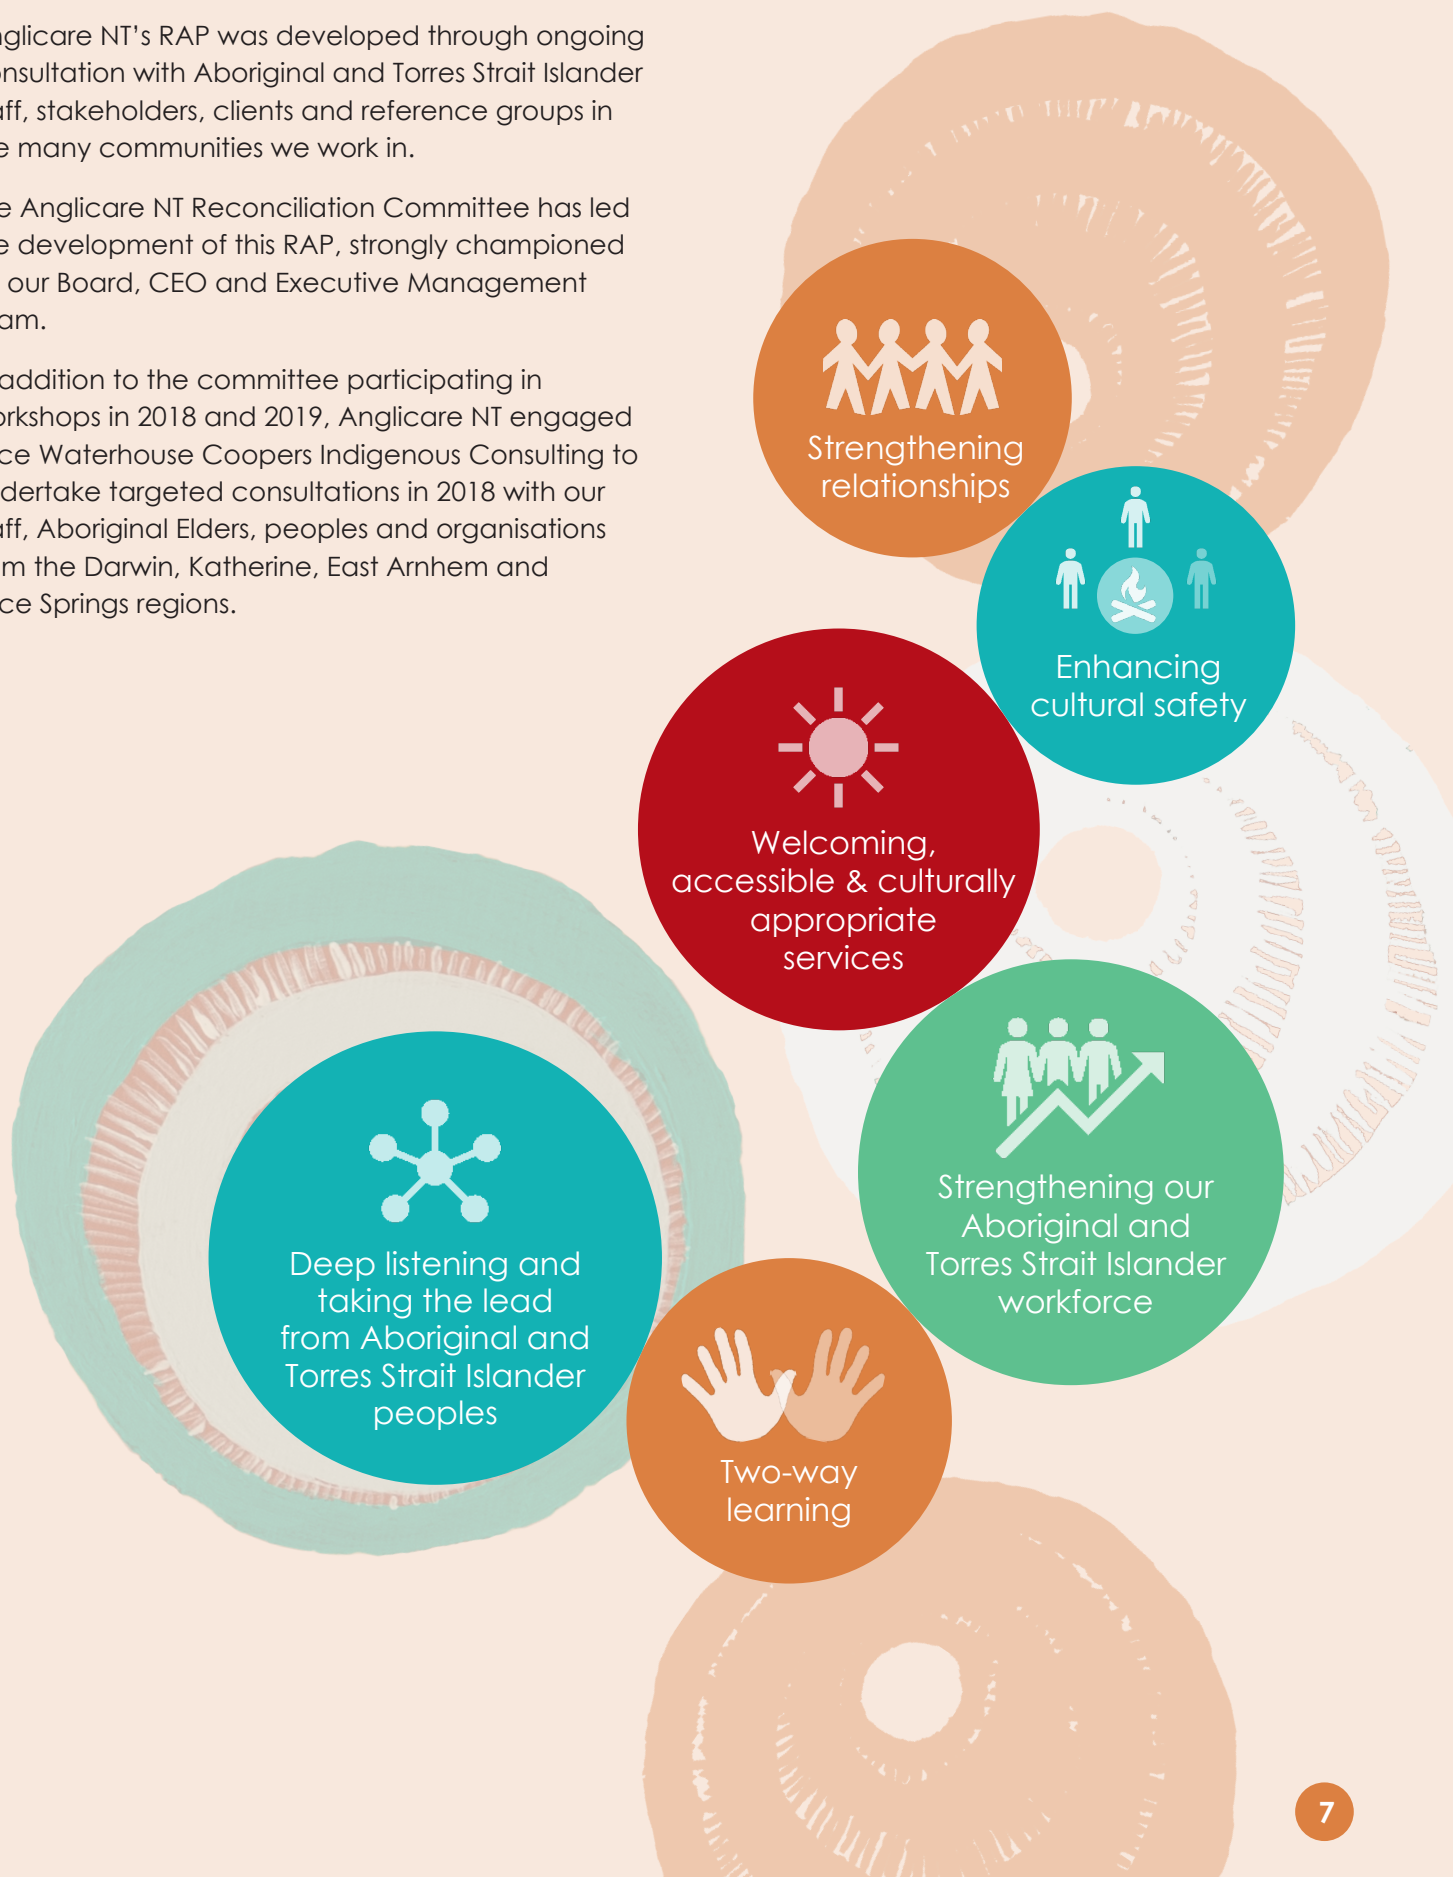 nglicare NT’s RAP was developed through ongoing
onsultation with Aboriginal and Torres Strait Islander
aff, stakeholders, clients and reference groups in
e many communities we work in.
e Anglicare NT Reconciliation Committee has led
e development of this RAP, strongly championed
our Board, CEO and Executive Management
am.
addition to the committee participating in
orkshops in 2018 and 2019, Anglicare NT engaged
ce Waterhouse Coopers Indigenous Consulting to
dertake targeted consultations in 2018 with our
aff, Aboriginal Elders, peoples and organisations
m the Darwin, Katherine, East Arnhem and
ce Springs regions.
Strengthening
relationships
Enhancing
cultural safety
Welcoming,
accessible & culturally
appropriate
services
Strengthening our
Aboriginal and
Torres Strait Islander
workforce
Deep listening and
taking the lead
from Aboriginal and
Torres Strait Islander
peoples
Two-way
learning
7